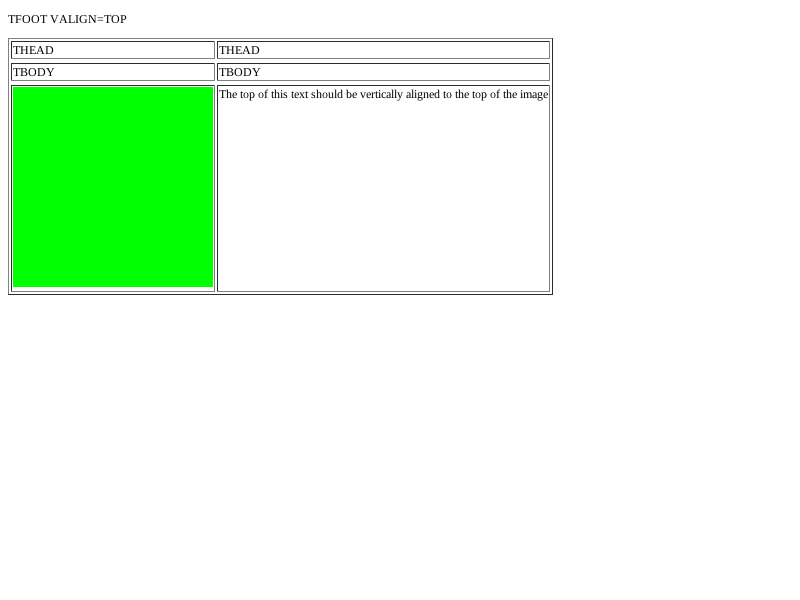 TFOOT VALIGN=TOP
THEAD THEAD
TBODY TBODY
The top of this text should be vertically aligned to the top of the image